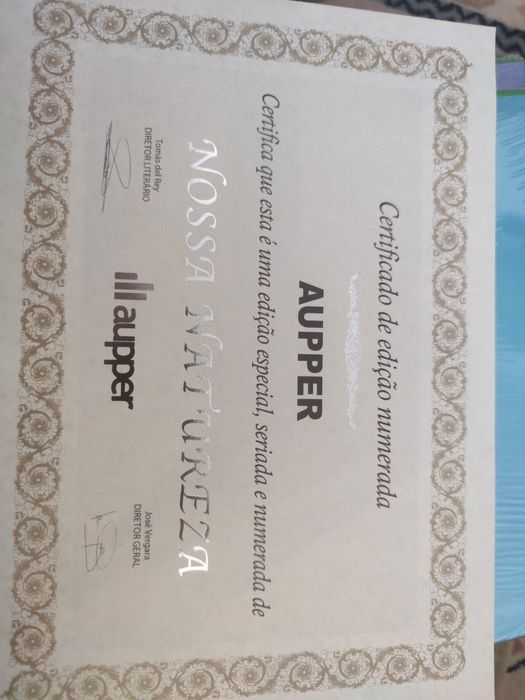 Certificado de edição numerada
AUPPER
Certifica que esta é uma edição especial, seriada e numerada de
NOSSA NATUREZA
Tomás del Rey
DIRETOR LITERÁRIO
aupper
José Vergara
DIRETOR GERAL